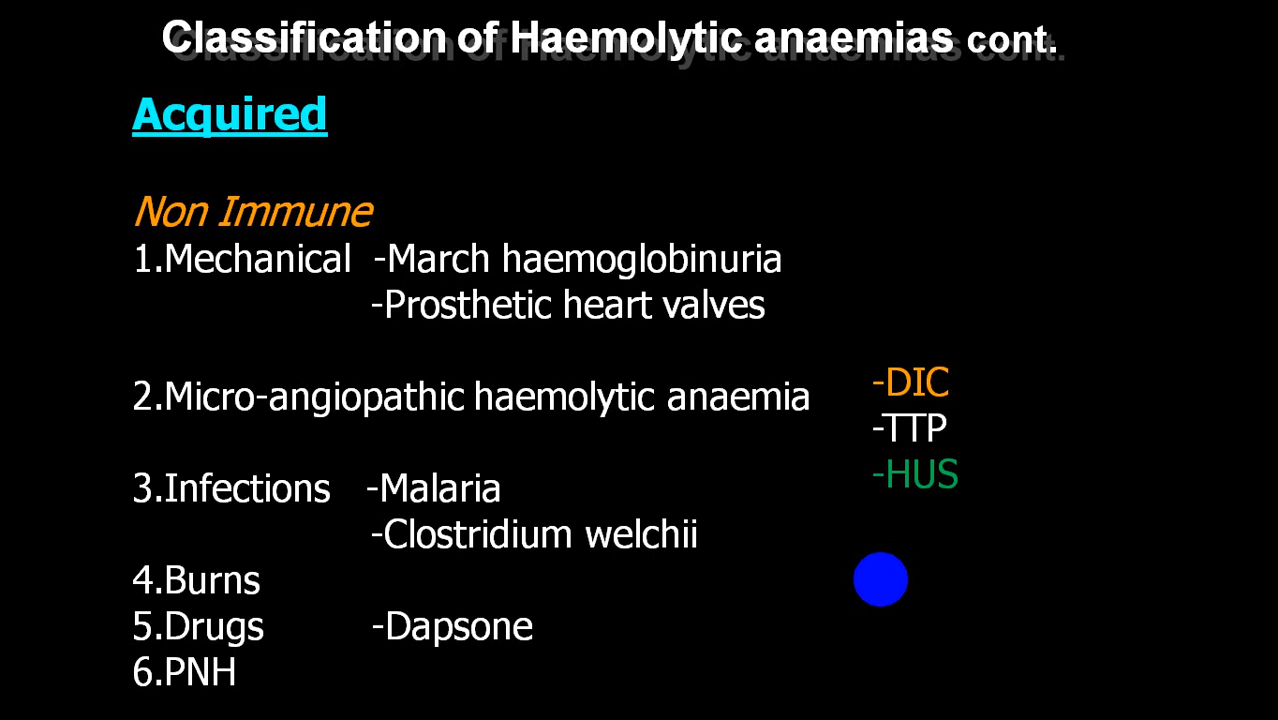 Classification of Haemolytic anaemias cont.
Acquired
Non Immune
1.Mechanical -March haemoglobinuria
-Prosthetic heart valves
2.Micro-angiopathic haemolytic anaemia
-DIC
-TTP
-HUS
3.Infections -Malaria
-Clostridium welchii
4.Burns
5.Drugs -Dapsone
6.PNH